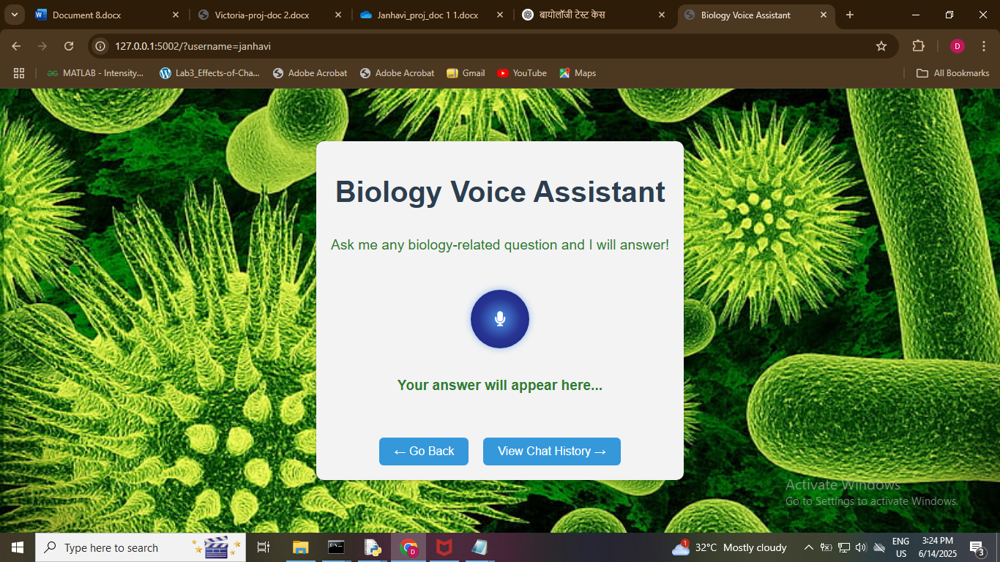 Document 8.docx
Victoria-proj-doc 2.docx
Janhavi_proj_doc 1 1.docx
बायोलॉजी टेस्ट केस
Biology Voice Assistant
127.0.0.1:5002/?username=janhavi
D
MATLAB - Intensity...
Lab3_Effects-of-Cha...
Adobe Acrobat
Adobe Acrobat
Gmail
YouTube
Maps
All Bookmarks
Biology Voice Assistant
Ask me any biology-related question and I will answer!
Your answer will appear here...
← Go Back
View Chat History →
Activate Windows
Go to Settings to activate Windows.
Type here to search
1
32°C Mostly cloudy
ENG
US
3:24 PM
6/14/2025
3